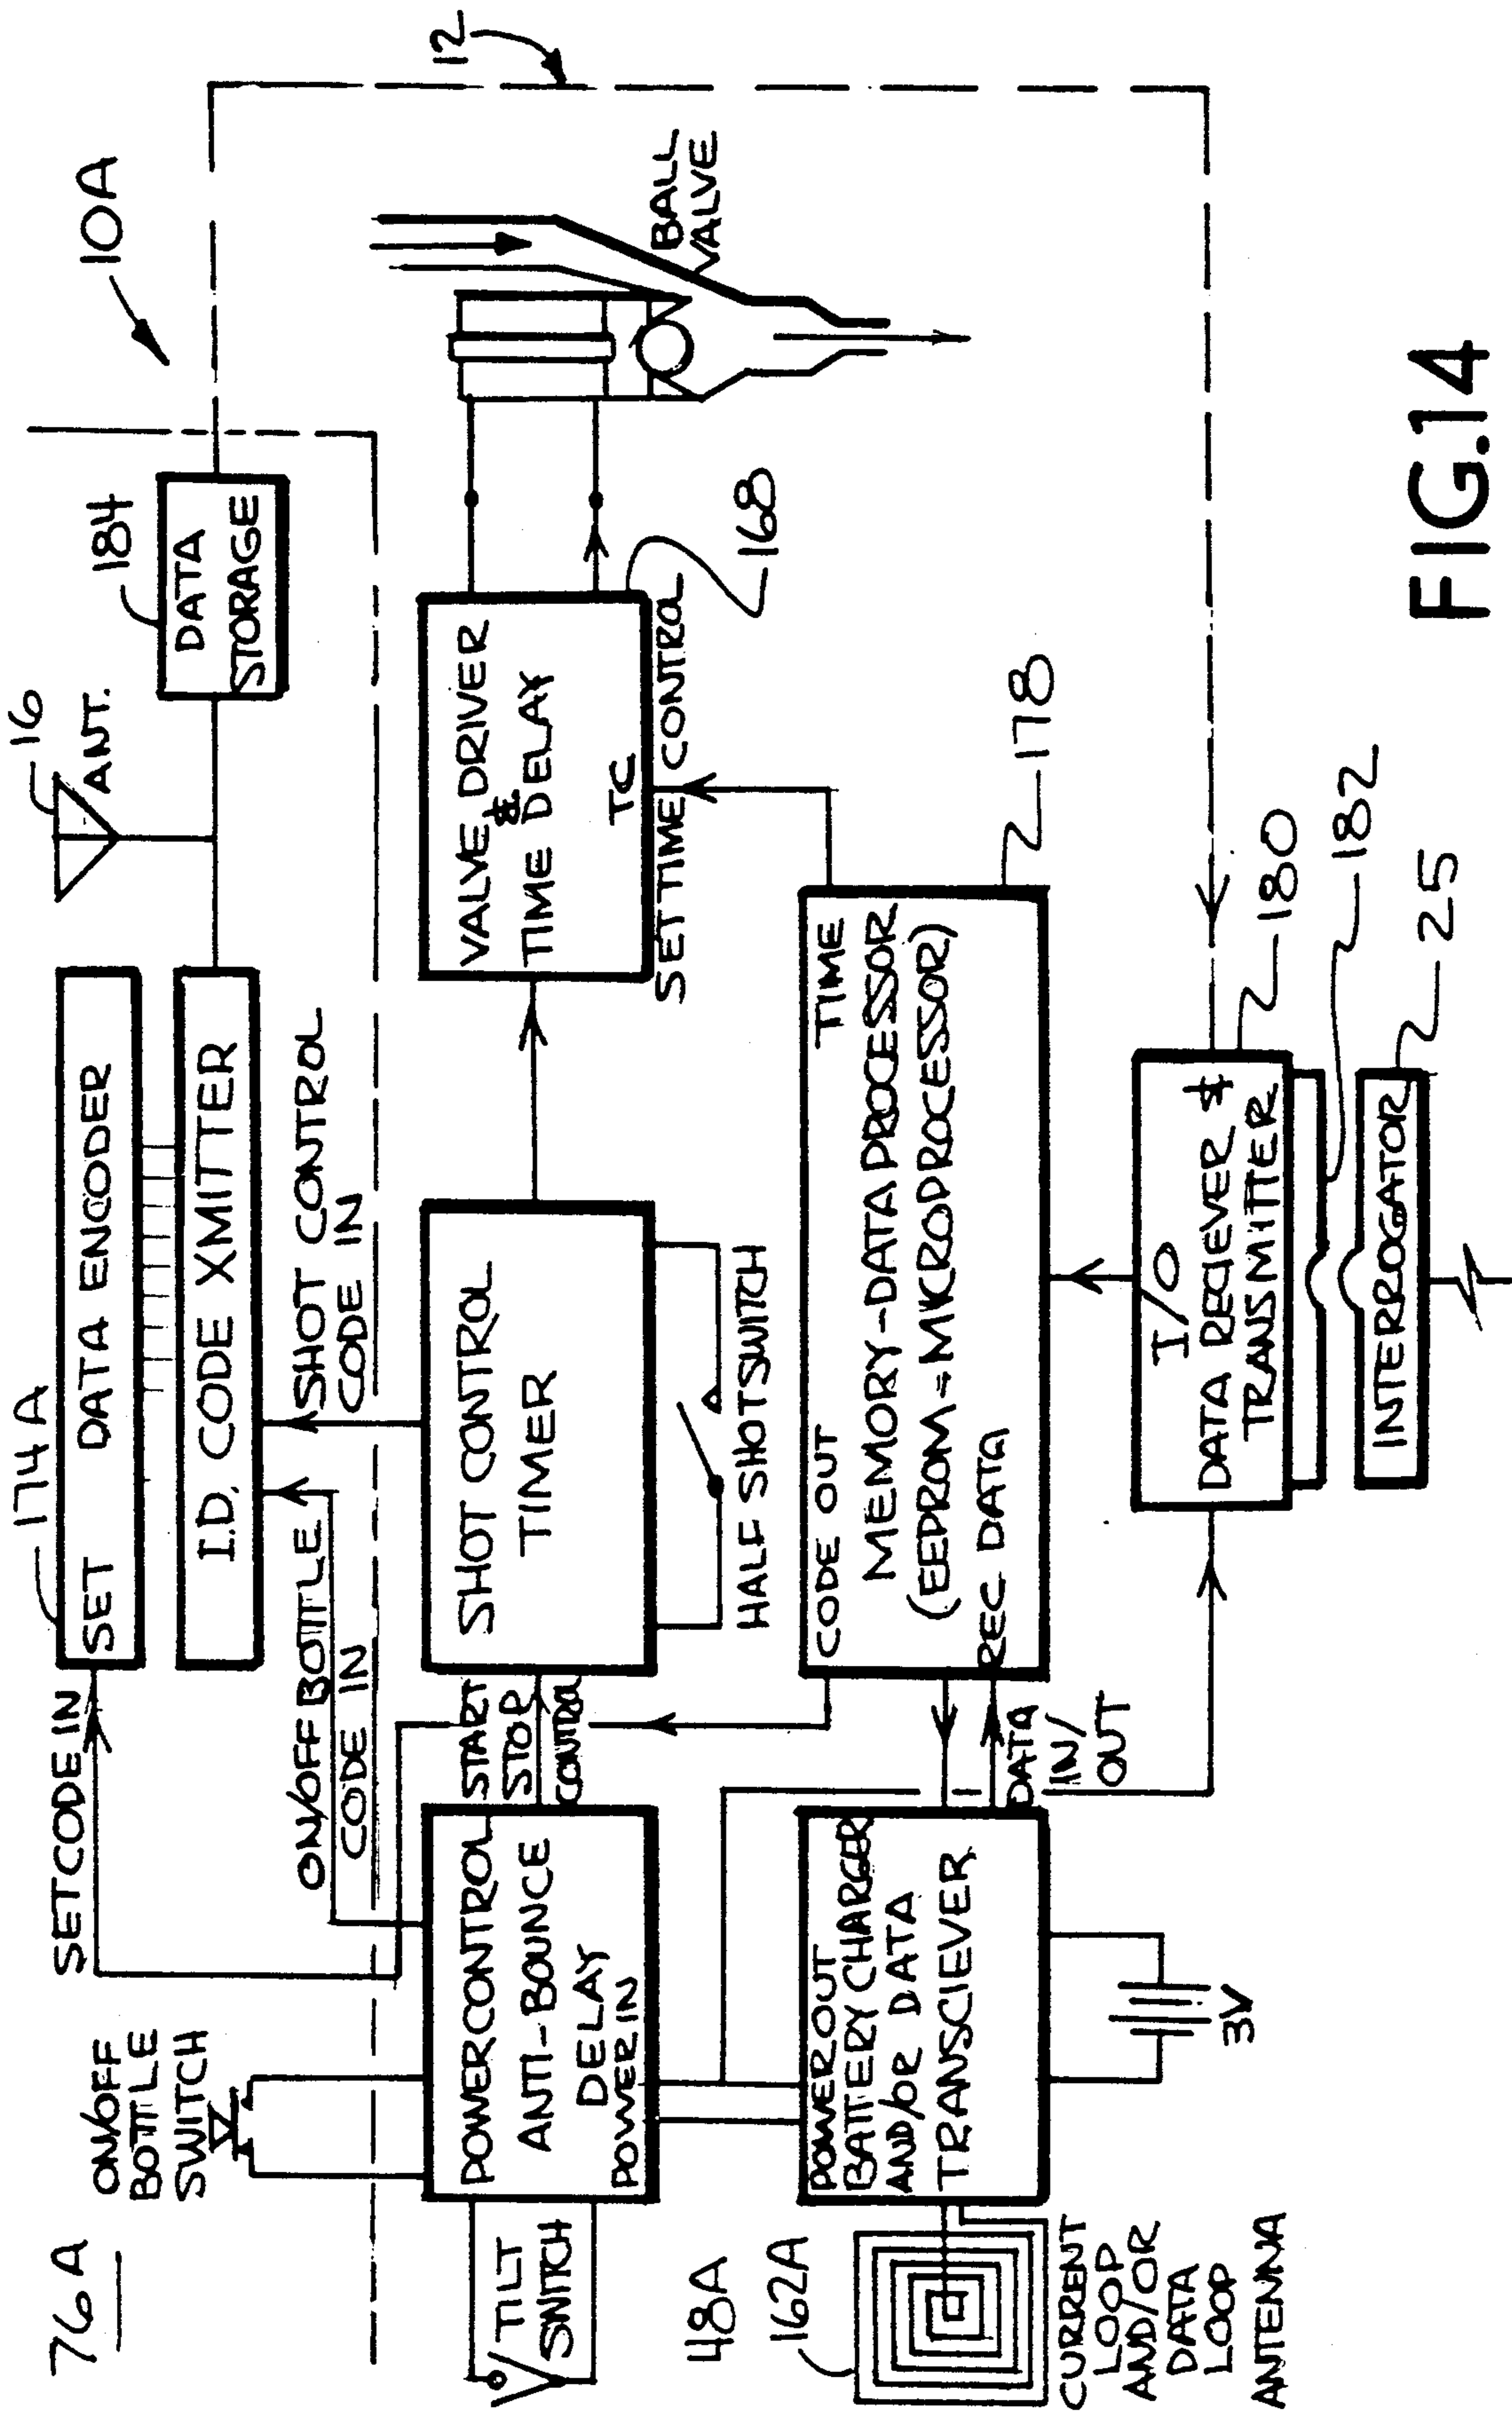 76A
ON/OFF
BOTTLE
SWITCH
SETCODE IN
174A
SET DATA ENCODER
I.D. CODE XMITTER
16
ANT.
184
DATA
STORAGE
10A
12
ON/OFF BOTTLE
CODE IN
SHOT CONTROL
CODE IN
TILT
SWITCH
POWERCONTROL
ANTI-BOUNCE
DELAY
POWER IN
START
STOP
CONTROL
SHOT CONTROL
TIMER
HALF SHOTSWITCH
VALVE DRIVER
&
TIME DELAY
TC
SETTIME CONTROL
168
BALL
VALVE
48A
162A
CURRENT
LOOP
AND/OR
DATA
LOOP
ANTENNA
POWER OUT
BATTERY CHARGER
AND/OR DATA
TRANSCIEVER
3V
DATA
IN/
OUT
CODE OUT
TIME
MEMORY-DATA PROCESSOR
(EEPROM=MICROPROCESSOR)
REC DATA
178
I/O
DATA RECIEVER &
TRANSMITTER
180
182
INTERROGATOR
25
FIG.14